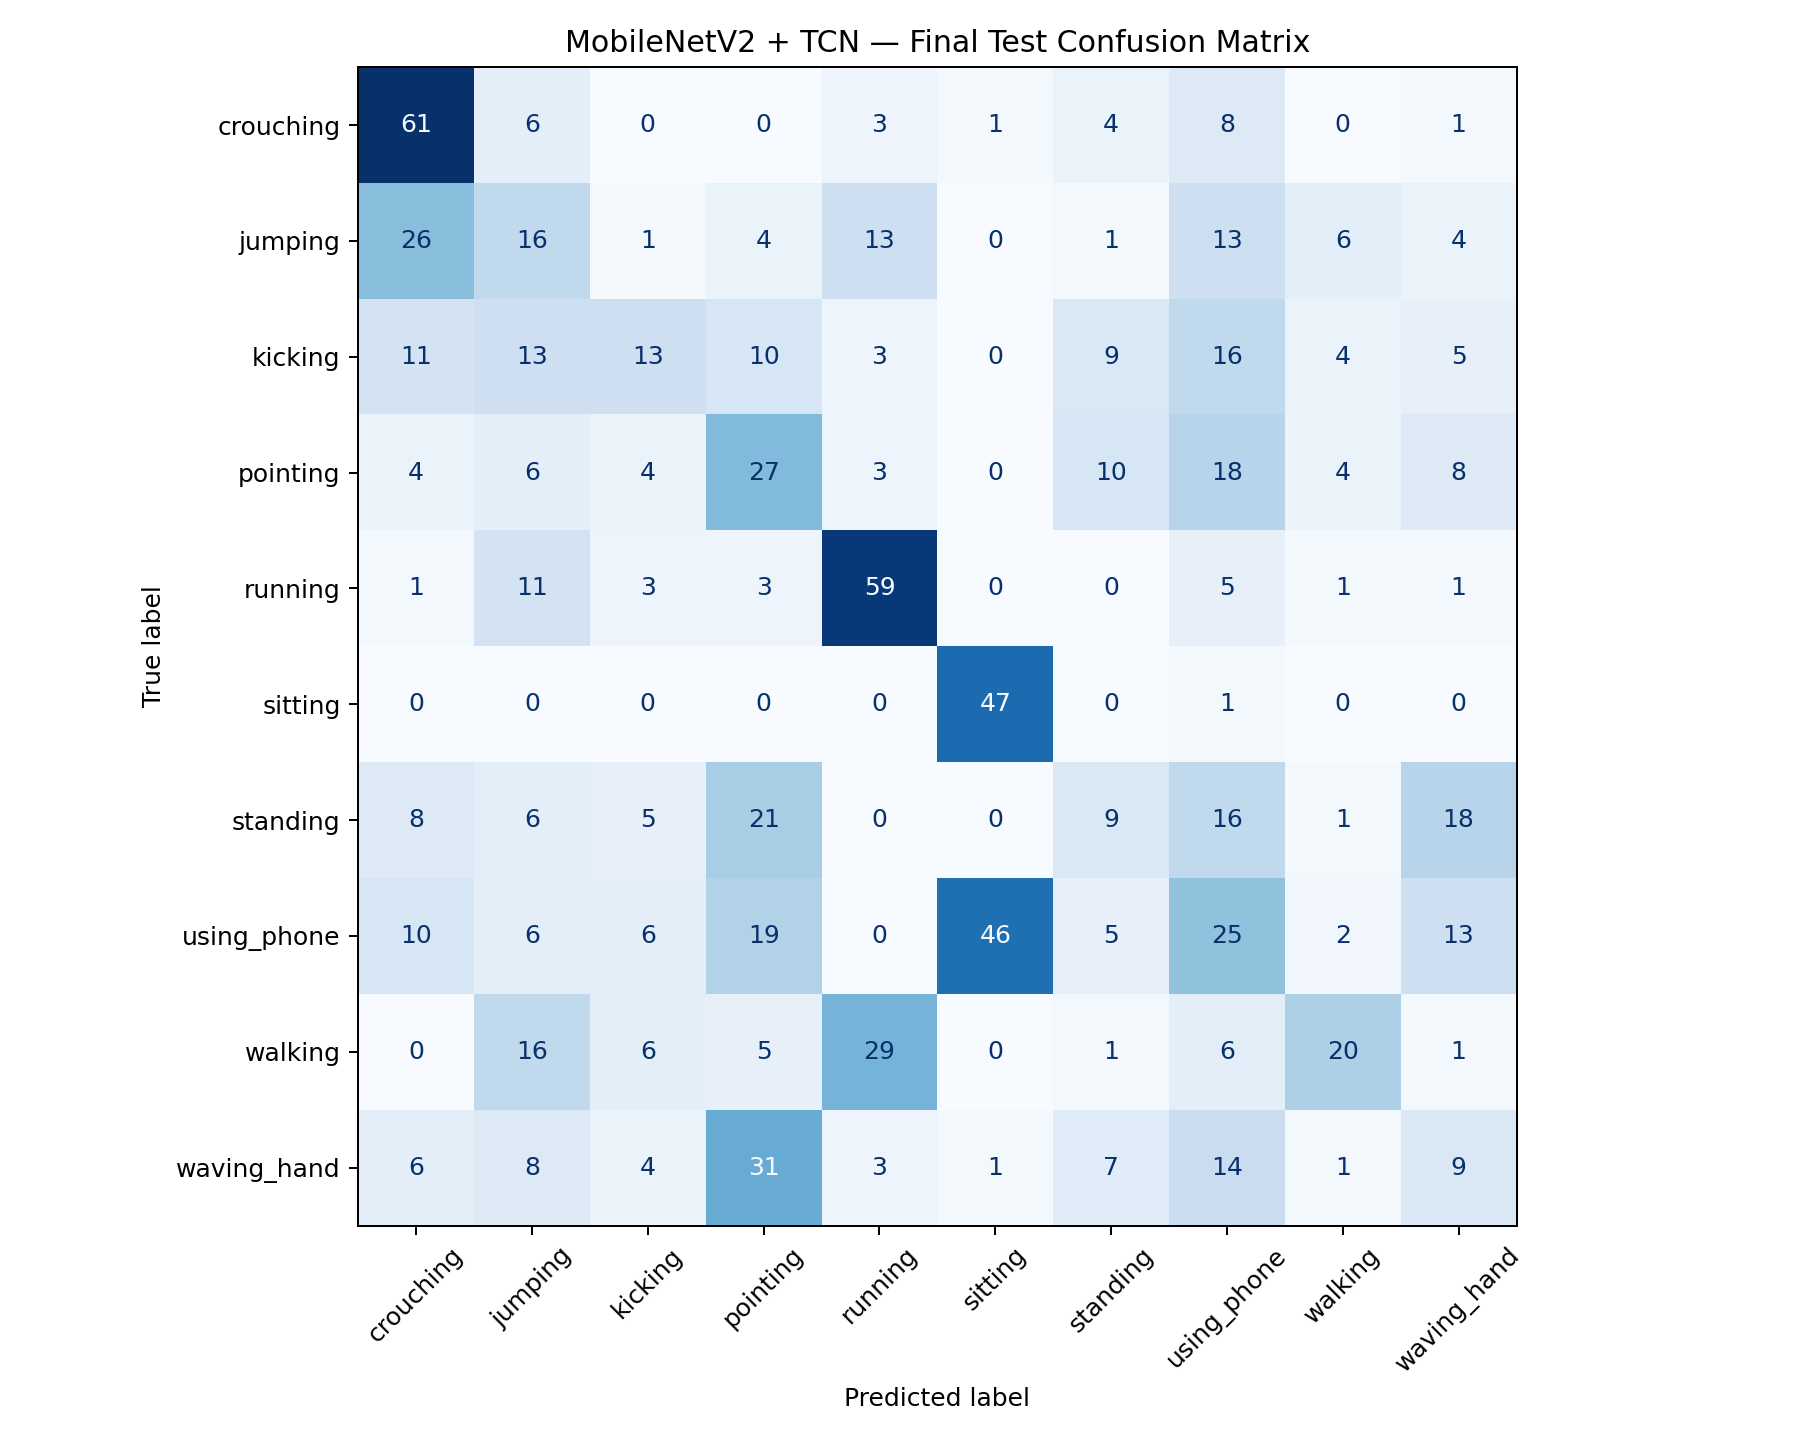 MobileNetV2 + TCN — Final Test Confusion Matrix
crouching 61 6 0 0 3 1 4 8 0 1
jumping 26 16 1 4 13 0 1 13 6 4
kicking 11 13 13 10 3 0 9 16 4 5
pointing 4 6 4 27 3 0 10 18 4 8
running 1 11 3 3 59 0 0 5 1 1
sitting 0 0 0 0 0 47 0 1 0 0
standing 8 6 5 21 0 0 9 16 1 18
using_phone 10 6 6 19 0 46 5 25 2 13
walking 0 16 6 5 29 0 1 6 20 1
waving_hand 6 8 4 31 3 1 7 14 1 9
True label
crouching jumping kicking pointing running sitting standing using_phone walking waving_hand
Predicted label